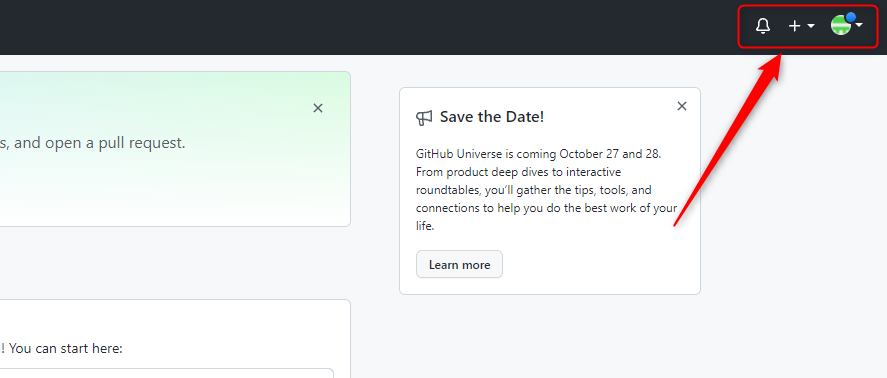 s, and open a pull request.
Save the Date!
GitHub Universe is coming October 27 and 28.
From product deep dives to interactive
roundtables, you'll gather the tips, tools, and
connections to help you do the best work of your
life.
Learn more
! You can start here: